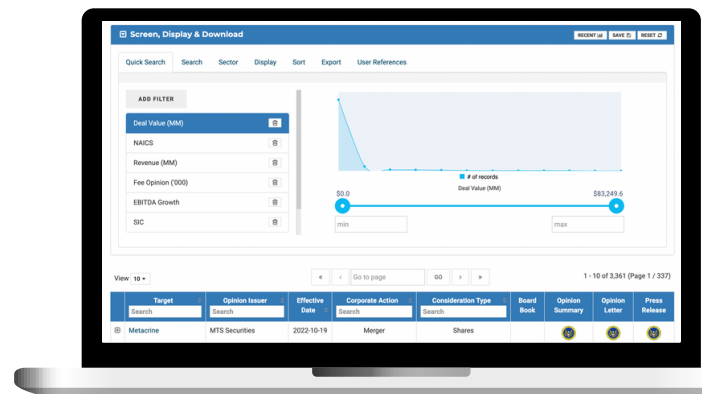 Screen, Display & Download
RECENT
SAVE
RESET
Quick Search Search Sector Display Sort Export User References
ADD FILTER
Deal Value (MM)
NAICS
Revenue (MM)
Fee Opinion ('000)
EBITDA Growth
SIC
# of records
Deal Value (MM)
$0.0
$83,249.6
min
max
View 10
« ‹ Go to page GO › »
1 - 10 of 3,361 (Page 1 / 337)
Target Opinion Issuer Effective Date Corporate Action Consideration Type Board Book Opinion Summary Opinion Letter Press Release
Search Search Search Search
Metacrine MTS Securities 2022-10-19 Merger Shares